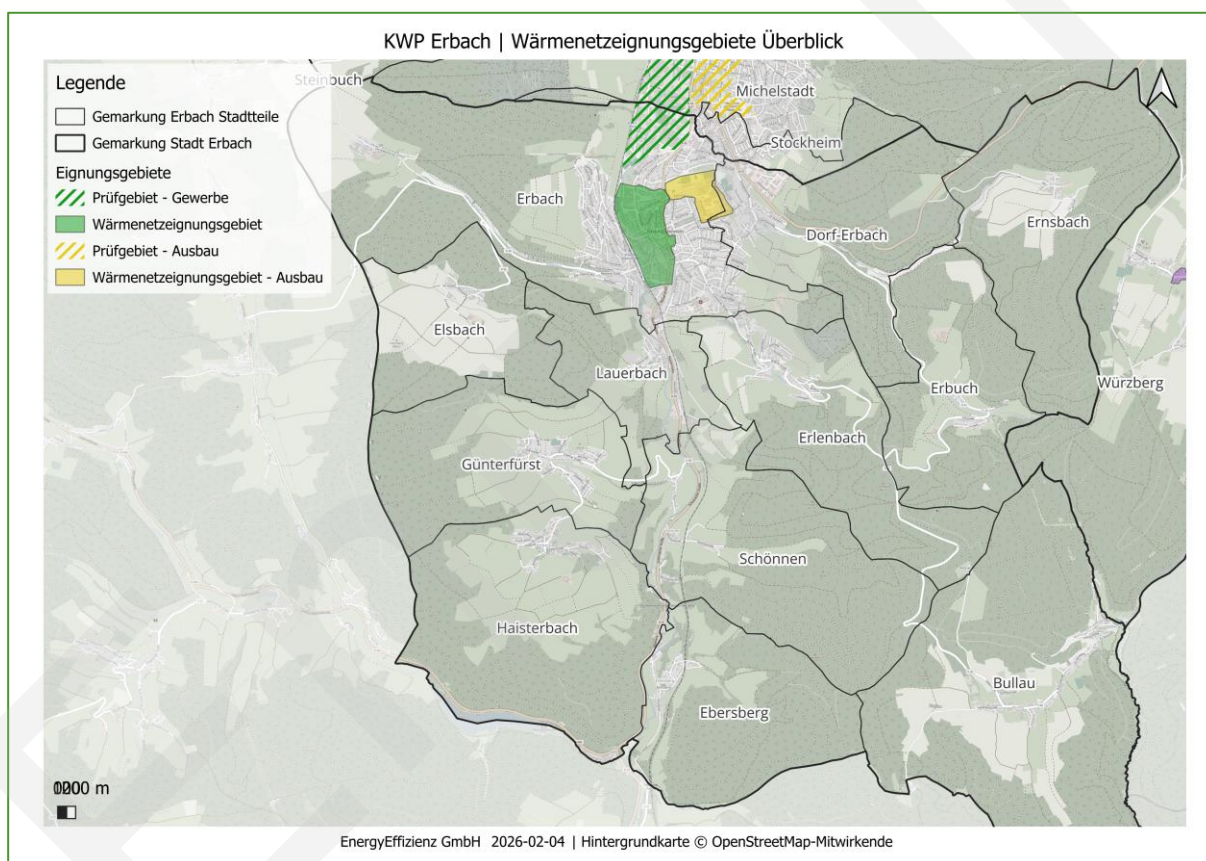 KWP Erbach | Wärmenetzeignungsgebiete Überblick
Legende
Gemarkung Erbach Stadtteile
Gemarkung Stadt Erbach
Eignungsgebiete
Prüfgebiet - Gewerbe
Wärmenetzeignungsgebiet
Prüfgebiet - Ausbau
Wärmenetzeignungsgebiet - Ausbau
Steinbuch
Michelstadt
Stockheim
Erbach
Ernsbach
Dorf-Erbach
Elsbach
Lauerbach
Erbuch
Würzberg
Erlenbach
Günterfürst
Schönnen
Haisterbach
Bullau
Ebersberg
m
EnergyEffizienz GmbH 2026-02-04 | Hintergrundkarte © OpenStreetMap-Mitwirkende